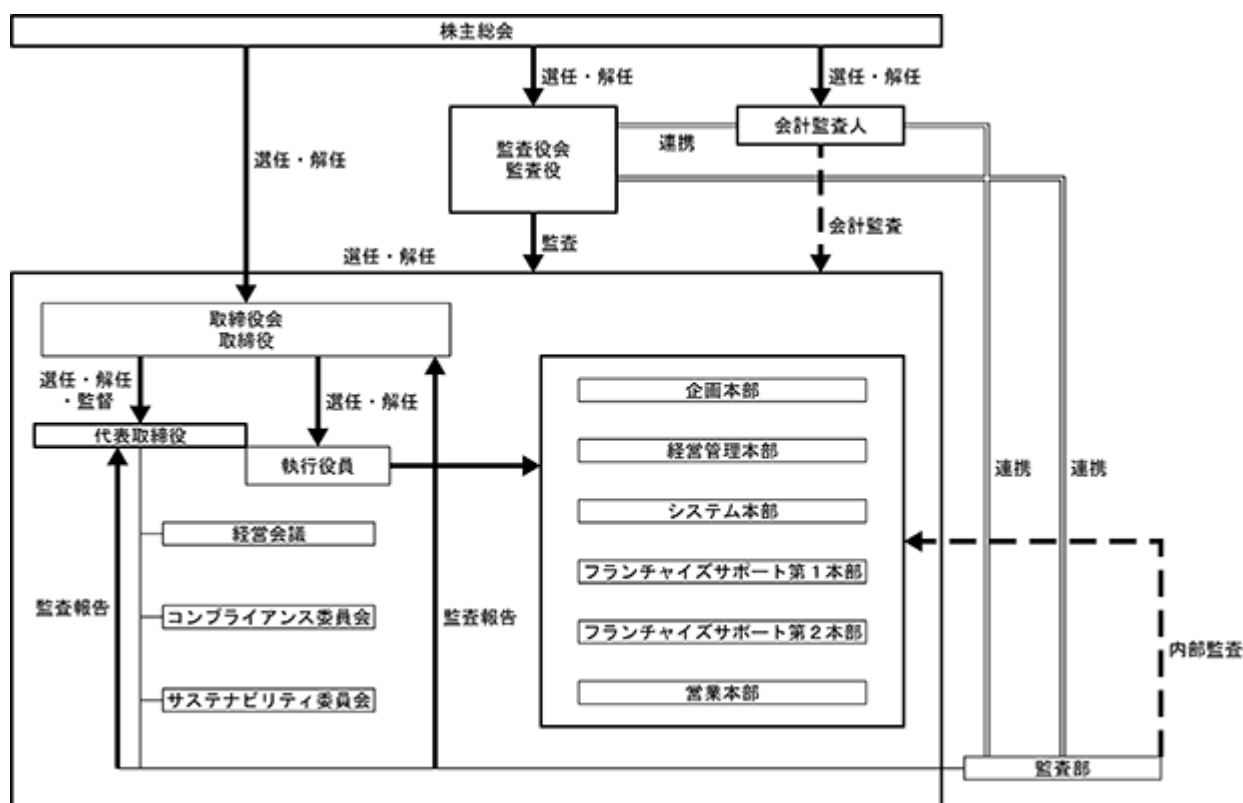 株主総会
選任・解任
選任・解任
選任・解任
監査役会
監査役
連携
会計監査人
監査
会計監査
選任・解任
取締役会
取締役
選任・解任
・監督
選任・解任
代表取締役
執行役員
経営会議
コンプライアンス委員会
サステナビリティ委員会
監査報告
監査報告
企画本部
経営管理本部
システム本部
フランチャイズサポート第1本部
フランチャイズサポート第2本部
営業本部
連携
連携
内部監査
監査部